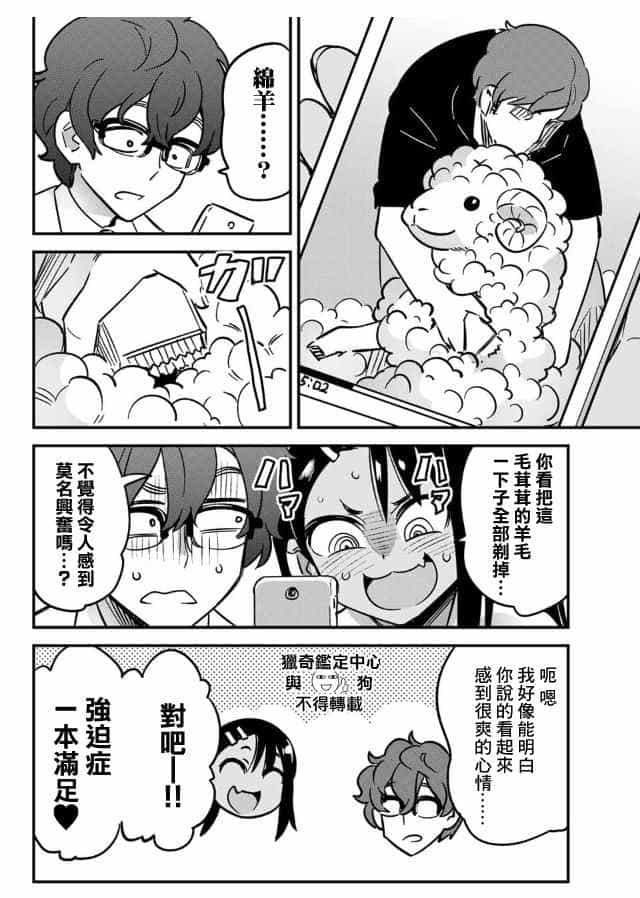 綿羊……？
5:02
ガ
ハァ
ハァ
你看把這
毛茸茸的羊毛
一下子全部剃掉…
不覺得令人感到
莫名興奮嗎…？
呃 嗯
我好像能明白
你說的看起來
感到很爽的心情……
獵奇鑑定中心
與 狗
不得轉載
對吧—!!
強迫症
一本滿足♥